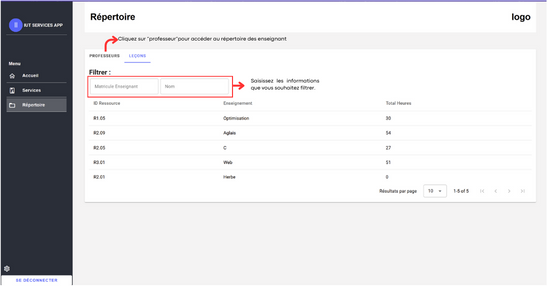 IUT SERVICES APP
Menu
Accueil
Services
Répertoire
SE DÉCONNECTER
Répertoire
logo
Cliquez sur "professeur"pour accéder au répertoire des enseignant
PROFESSEURS
LEÇONS
Filtrer :
Matricule Enseignant
Nom
Saisissez les informations
que vous souhaitez filtrer.
ID Ressource
Enseignement
Total Heures
R1.05
Optimisation
30
R2.09
Aglais
54
R2.05
C
27
R3.01
Web
51
R2.01
Herbe
0
Résultats par page
10
1-5 of 5